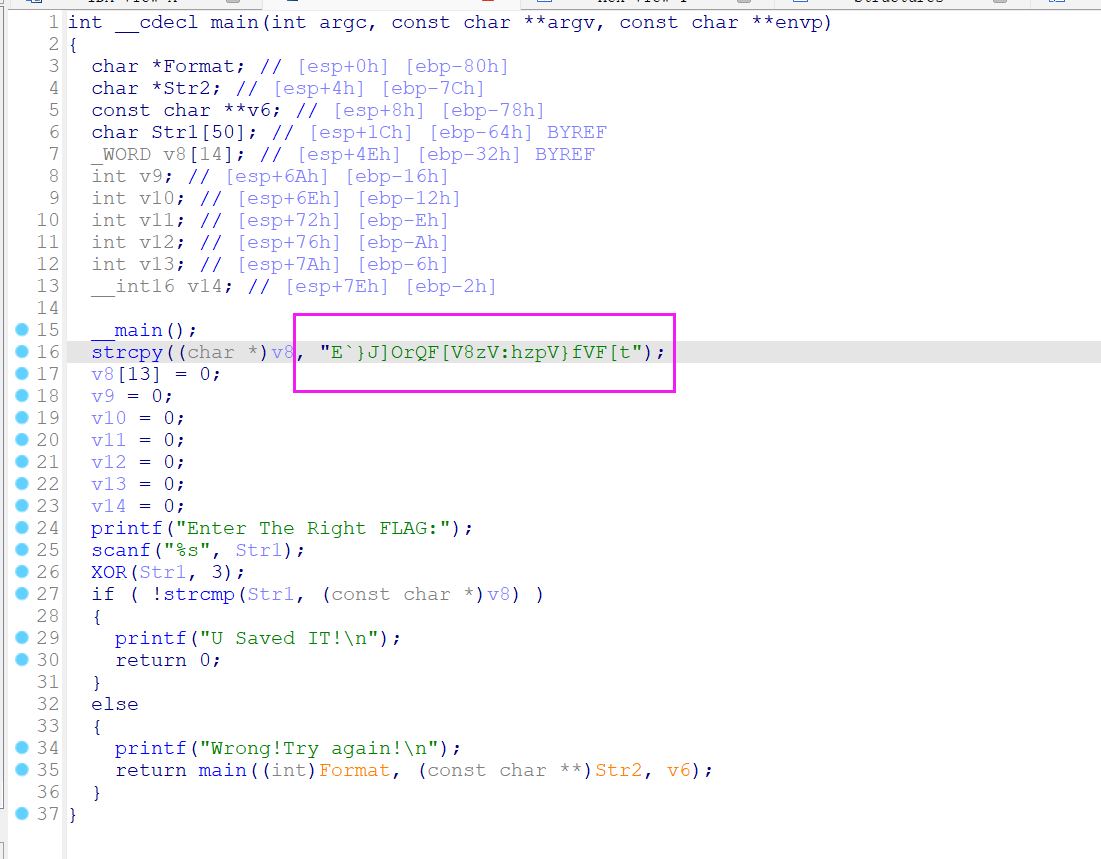 1 int __cdecl main(int argc, const char **argv, const char **envp)
2 {
3 char *Format; // [esp+0h] [ebp-80h]
4 char *Str2; // [esp+4h] [ebp-7Ch]
5 const char **v6; // [esp+8h] [ebp-78h]
6 char Str1[50]; // [esp+1Ch] [ebp-64h] BYREF
7 _WORD v8[14]; // [esp+4Eh] [ebp-32h] BYREF
8 int v9; // [esp+6Ah] [ebp-16h]
9 int v10; // [esp+6Eh] [ebp-12h]
10 int v11; // [esp+72h] [ebp-Eh]
11 int v12; // [esp+76h] [ebp-Ah]
12 int v13; // [esp+7Ah] [ebp-6h]
13 __int16 v14; // [esp+7Eh] [ebp-2h]
14
15 __main();
16 strcpy((char *)v8, "E`}J]OrQF[V8zV:hzpV}fVF[t");
17 v8[13] = 0;
18 v9 = 0;
19 v10 = 0;
20 v11 = 0;
21 v12 = 0;
22 v13 = 0;
23 v14 = 0;
24 printf("Enter The Right FLAG:");
25 scanf("%s", Str1);
26 XOR(Str1, 3);
27 if ( !strcmp(Str1, (const char *)v8) )
28 {
29 printf("U Saved IT!\n");
30 return 0;
31 }
32 else
33 {
34 printf("Wrong!Try again!\n");
35 return main((int)Format, (const char **)Str2, v6);
36 }
37 }